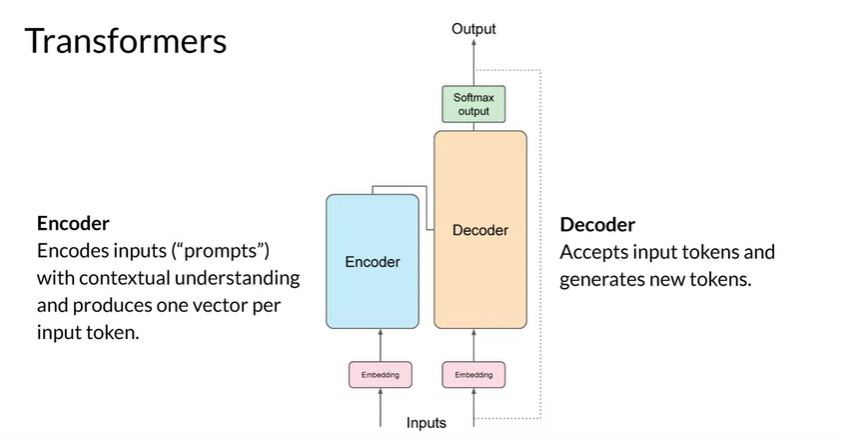 Transformers
Output
Softmax
output
Encoder
Encodes inputs (“prompts”)
with contextual understanding
and produces one vector per
input token.
Encoder
Decoder
Decoder
Accepts input tokens and
generates new tokens.
Embedding
Embedding
Inputs